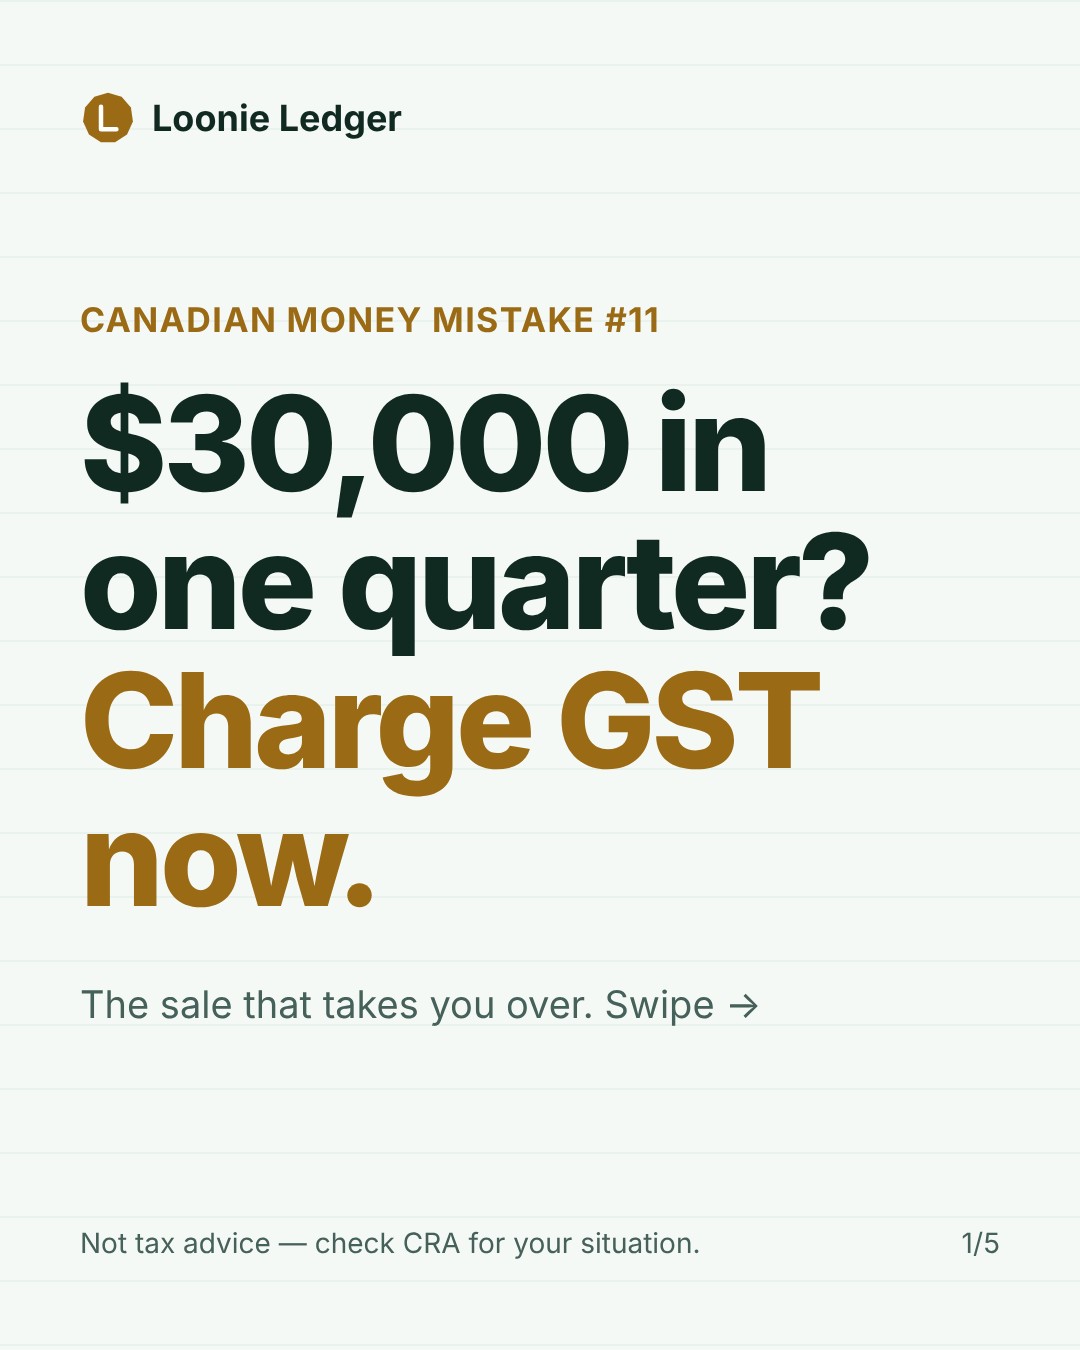 L Loonie Ledger
CANADIAN MONEY MISTAKE #11
$30,000 in
one quarter?
Charge GST
now.
The sale that takes you over. Swipe →
Not tax advice — check CRA for your situation.
1/5